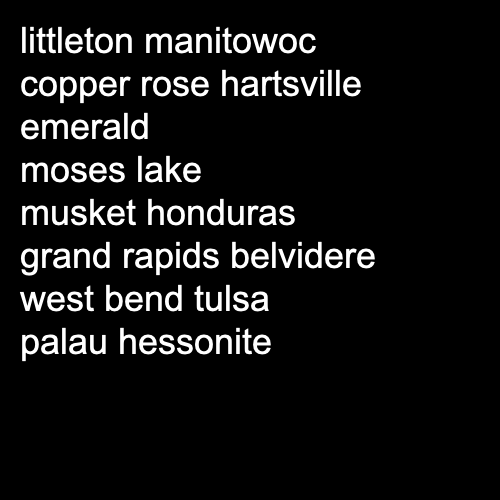 littleton manitowoc
copper rose hartsville
emerald
moses lake
musket honduras
grand rapids belvidere
west bend tulsa
palau hessonite